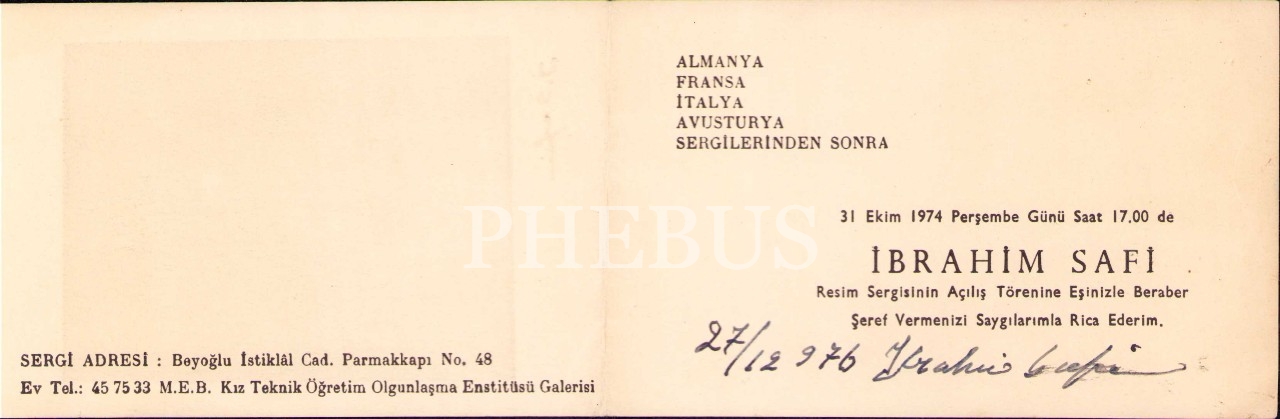 ALMANYA
FRANSA
İTALYA
AVUSTURYA
SERGİLERİNDEN SONRA
31 Ekim 1974 Perşembe Günü Saat 17.00 de
İBRAHİM SAFİ
Resim Sergisinin Açılış Törenine Eşinizle Beraber
Şeref Vermenizi Saygılarımla Rica Ederim.
27/12 976 İbrahim Safi
SERGİ ADRESİ : Beyoğlu İstiklâl Cad. Parmakkapı No. 48
Ev Tel.: 45 75 33 M.E.B. Kız Teknik Öğretim Olgunlaşma Enstitüsü Galerisi
PHEBUS